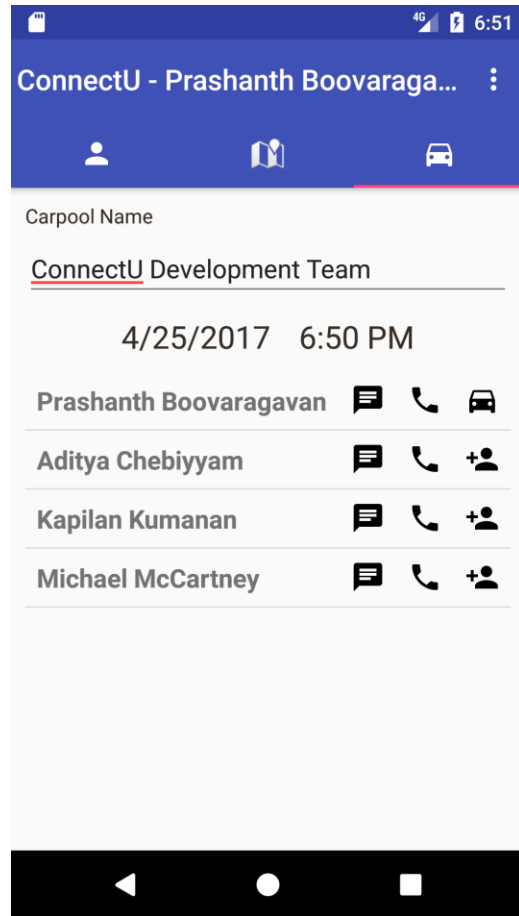 4G 6:51
ConnectU - Prashanth Boovaraga...
Carpool Name
ConnectU Development Team
4/25/2017 6:50 PM
Prashanth Boovaragavan
Aditya Chebiyyam
Kapilan Kumanan
Michael McCartney